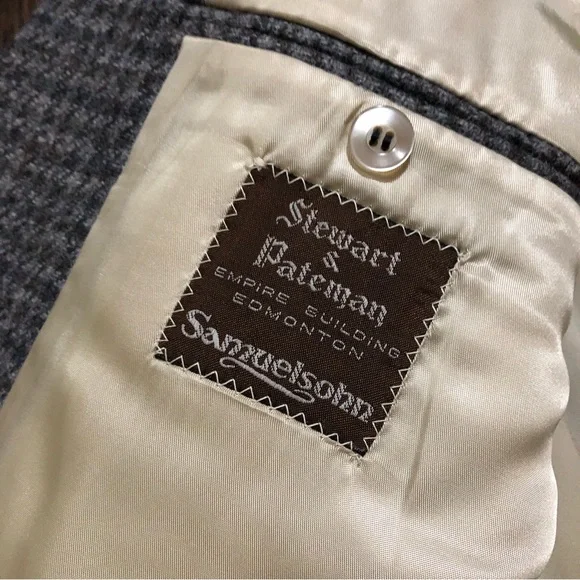 Stewart
&
Pateman
EMPIRE BUILDING
EDMONTON
Samuelsohn